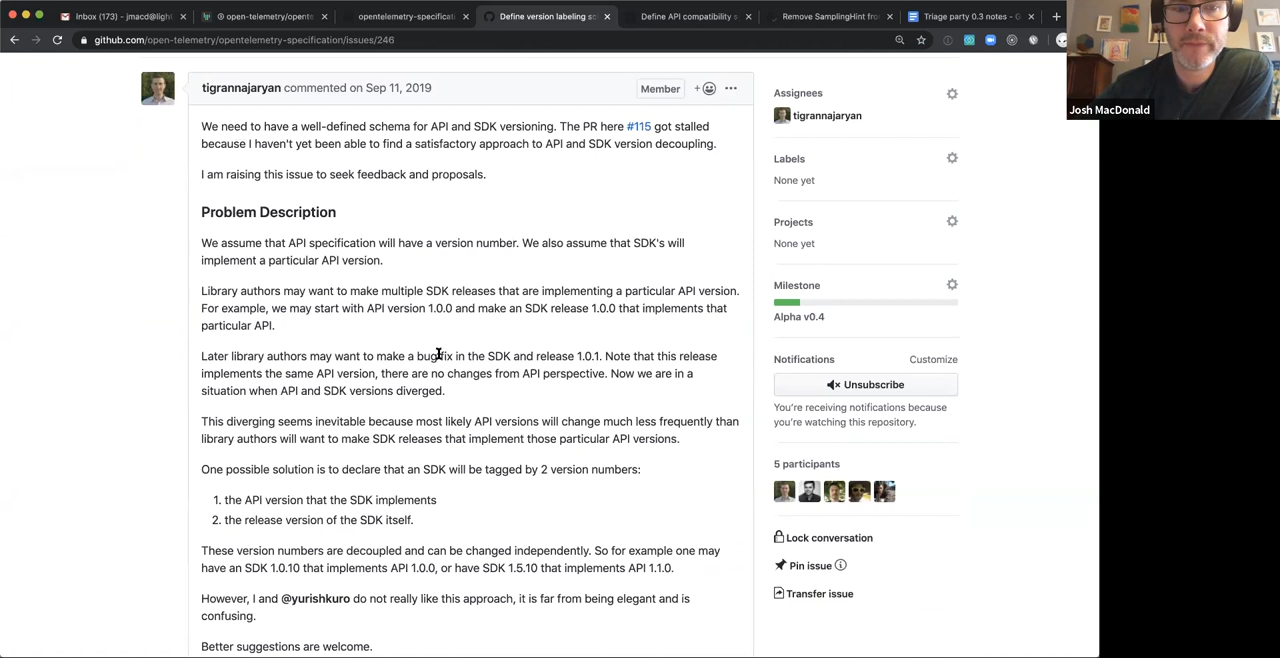 Inbox (173) - jmacd@ligh
open-telemetry/opente
opentelemetry-specificati
Define version labeling sc
Define API compatibility s
Remove SamplingHint fro
Triage party 0.3 notes - G
github.com/open-telemetry/opentelemetry-specification/issues/246
Josh MacDonald
tigrannajaryan commented on Sep 11, 2019
Member
We need to have a well-defined schema for API and SDK versioning. The PR here #115 got stalled
because I haven't yet been able to find a satisfactory approach to API and SDK version decoupling.
I am raising this issue to seek feedback and proposals.
Problem Description
We assume that API specification will have a version number. We also assume that SDK's will
implement a particular API version.
Library authors may want to make multiple SDK releases that are implementing a particular API version.
For example, we may start with API version 1.0.0 and make an SDK release 1.0.0 that implements that
particular API.
Later library authors may want to make a bugfix in the SDK and release 1.0.1. Note that this release
implements the same API version, there are no changes from API perspective. Now we are in a
situation when API and SDK versions diverged.
This diverging seems inevitable because most likely API versions will change much less frequently than
library authors will want to make SDK releases that implement those particular API versions.
One possible solution is to declare that an SDK will be tagged by 2 version numbers:
1. the API version that the SDK implements
2. the release version of the SDK itself.
These version numbers are decoupled and can be changed independently. So for example one may
have an SDK 1.0.10 that implements API 1.0.0, or have SDK 1.5.10 that implements API 1.1.0.
However, I and @yurishkuro do not really like this approach, it is far from being elegant and is
confusing.
Better suggestions are welcome.
Assignees
tigrannajaryan
Labels
None yet
Projects
None yet
Milestone
Alpha v0.4
Notifications
Customize
Unsubscribe
You're receiving notifications because
you're watching this repository.
5 participants
Lock conversation
Pin issue
Transfer issue